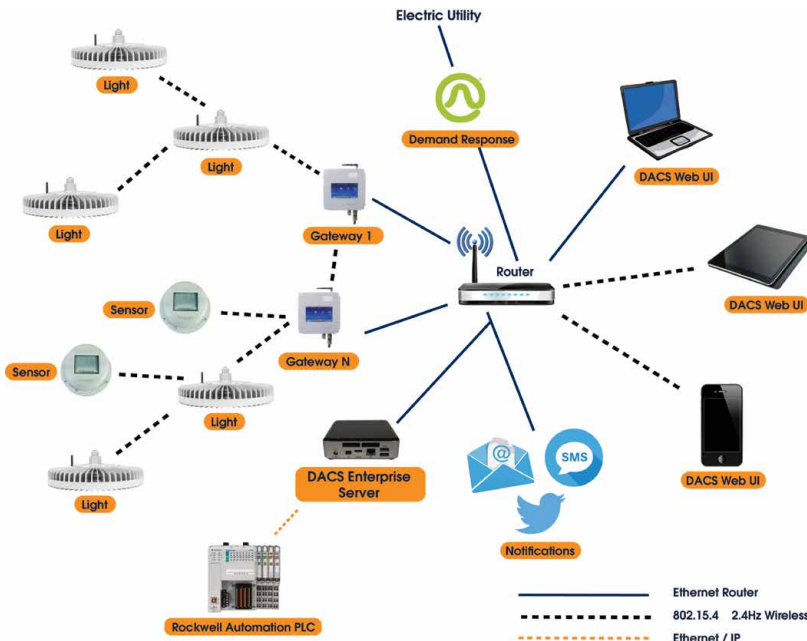 Electric Utility
Light
Demand Response
Light
DACS Web UI
Light
Gateway 1
Router
Sensor
DACS Web UI
Gateway N
Sensor
Light
@
SMS
DACS Enterprise
Server
DACS Web UI
Light
Notifications
Rockwell Automation PLC
Ethernet Router
802.15.4 2.4Hz Wireless
Ethernet / IP